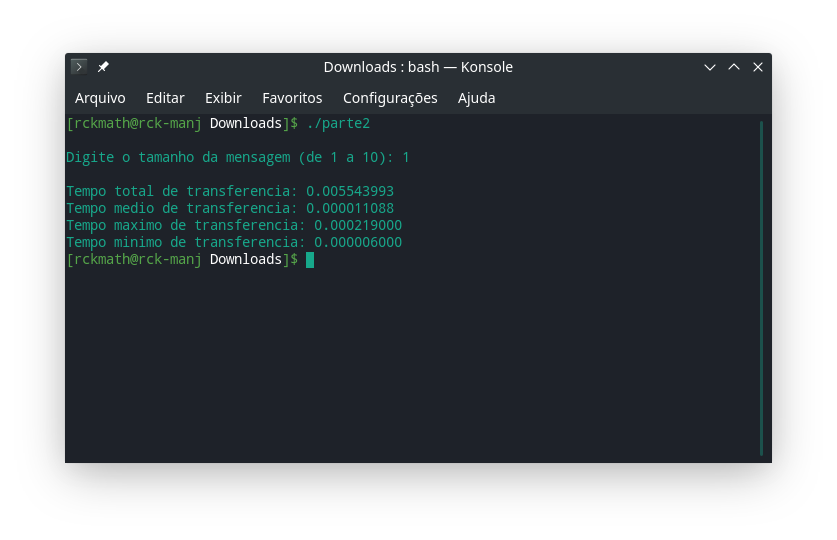 Downloads : bash — Konsole
Arquivo Editar Exibir Favoritos Configurações Ajuda
[rckmath@rck-manj Downloads]$ ./parte2
Digite o tamanho da mensagem (de 1 a 10): 1
Tempo total de transferencia: 0.005543993
Tempo medio de transferencia: 0.000011088
Tempo maximo de transferencia: 0.000219000
Tempo minimo de transferencia: 0.000006000
[rckmath@rck-manj Downloads]$